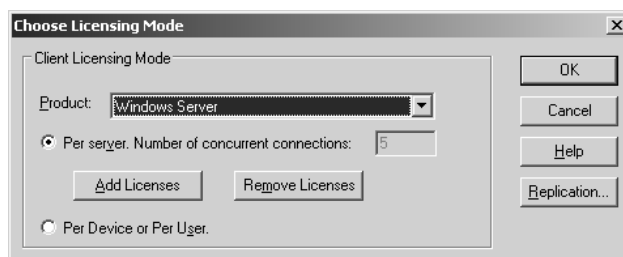 Choose Licensing Mode
Client Licensing Mode
Product: Windows Server
Per server. Number of concurrent connections: 5
Add Licenses Remove Licenses
Per Device or Per User.
OK
Cancel
Help
Replication...